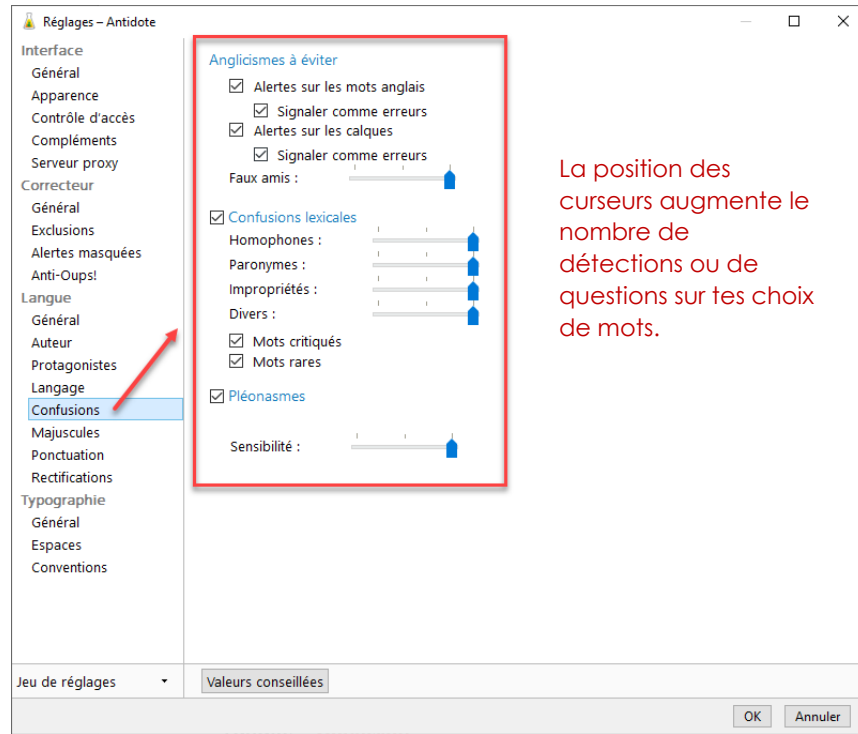 Réglages – Antidote
Interface
Général
Apparence
Contrôle d'accès
Compléments
Serveur proxy
Correcteur
Général
Exclusions
Alertes masquées
Anti-Oups!
Langue
Général
Auteur
Protagonistes
Langage
Confusions
Majuscules
Ponctuation
Rectifications
Typographie
Général
Espaces
Conventions
Anglicismes à éviter
Alertes sur les mots anglais
Signaler comme erreurs
Alertes sur les calques
Signaler comme erreurs
Faux amis :
Confusions lexicales
Homophones :
Paronymes :
Impropriétés :
Divers :
Mots critiqués
Mots rares
Pléonasmes
Sensibilité :
La position des
curseurs augmente le
nombre de
détections ou de
questions sur tes choix
de mots.
Jeu de réglages
Valeurs conseillées
OK
Annuler